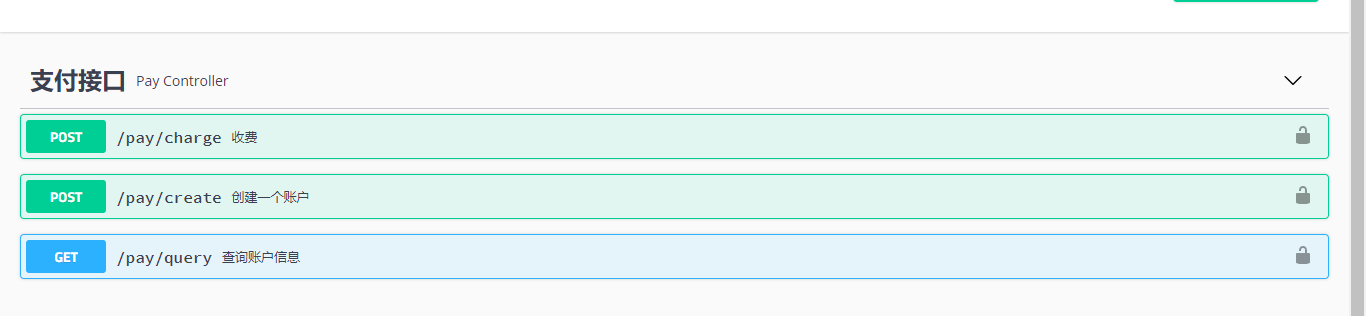 支付接口 Pay Controller
POST /pay/charge 收费
POST /pay/create 创建一个账户
GET /pay/query 查询账户信息